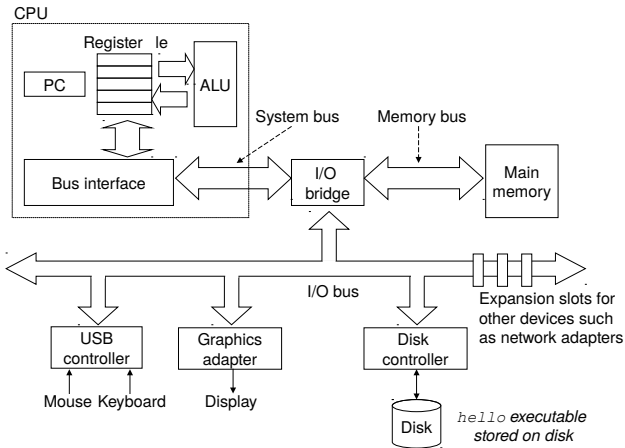 CPU
Register le
PC
ALU
System bus
Memory bus
Bus interface
I/O
bridge
Main
memory
I/O bus
Expansion slots for
other devices such
as network adapters
USB
controller
Graphics
adapter
Disk
controller
Mouse Keyboard
Display
Disk
hello executable
stored on disk